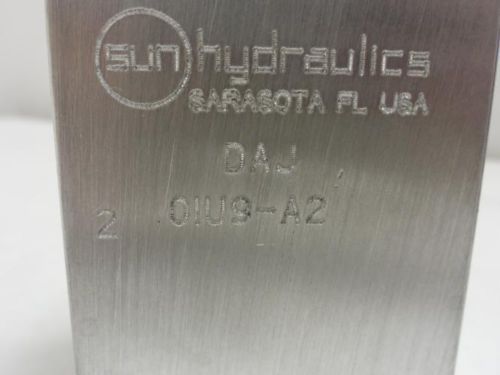 sun hydraulics
SARASOTA FL USA
DAJ
2 01U9-A2